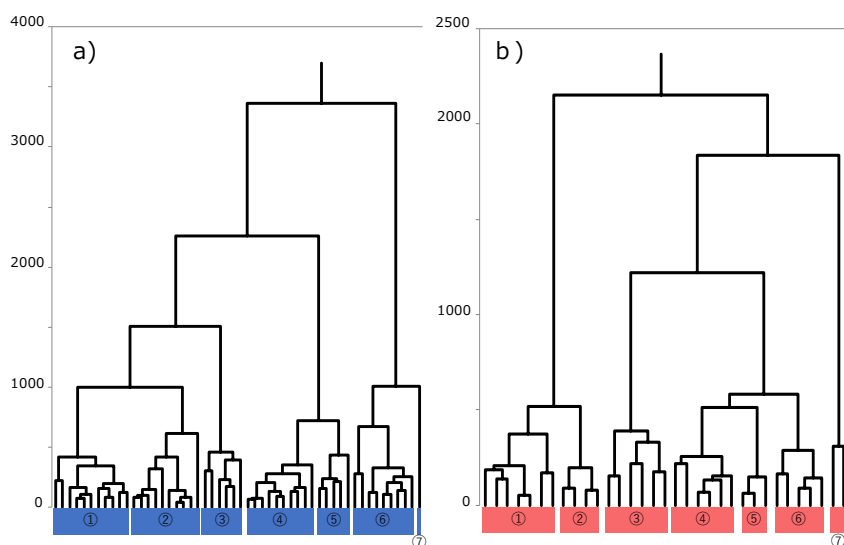 a)
4000
3000
2000
1000
0
① ② ③ ④ ⑤ ⑥ ⑦
b)
2500
2000
1000
0
① ② ③ ④ ⑤ ⑥ ⑦